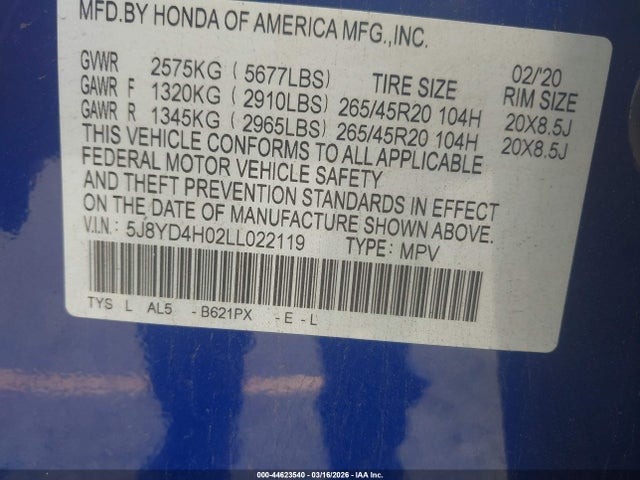 MFD.BY HONDA OF AMERICA MFG.,INC.
02/'20
GVWR 2575KG ( 5677LBS) TIRE SIZE RIM SIZE
GAWR F 1320KG ( 2910LBS) 265/45R20 104H 20X8.5J
GAWR R 1345KG ( 2965LBS) 265/45R20 104H 20X8.5J
THIS VEHICLE CONFORMS TO ALL APPLICABLE
FEDERAL MOTOR VEHICLE SAFETY
AND THEFT PREVENTION STANDARDS IN EFFECT
ON THE DATE OF MANUFACTURE SHOWN ABOVE.
V.I.N.: 5J8YD4H02LL022119 TYPE: MPV
TYS L AL5 - B621PX - E - L
000-44623540 - 03/16/2026 - IAA Inc.